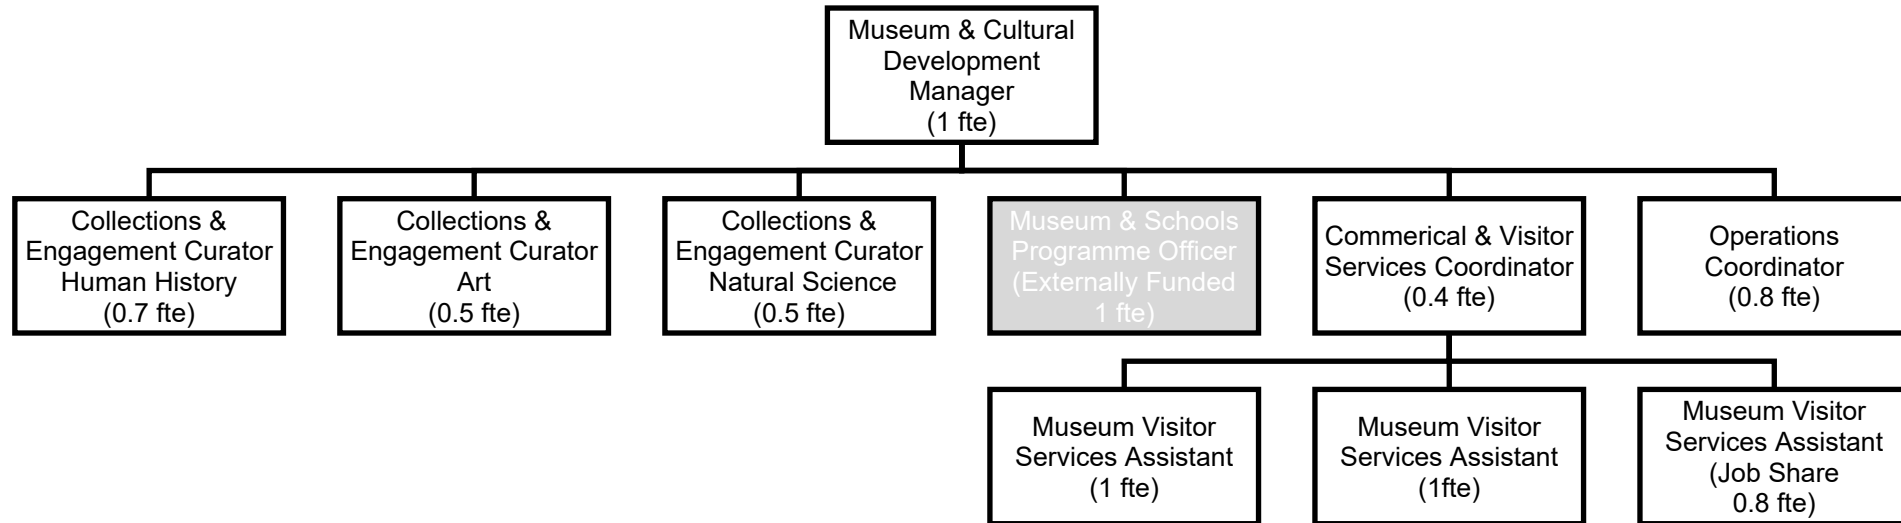 Museum & Cultural
Development
Manager
(1 fte)
Collections &
Engagement Curator
Human History
(0.7 fte)
Collections &
Engagement Curator
Art
(0.5 fte)
Collections &
Engagement Curator
Natural Science
(0.5 fte)
Museum & Schools
Programme Officer
(Externally Funded
1 fte)
Commerical & Visitor
Services Coordinator
(0.4 fte)
Operations
Coordinator
(0.8 fte)
Museum Visitor
Services Assistant
(1 fte)
Museum Visitor
Services Assistant
(1fte)
Museum Visitor
Services Assistant
(Job Share
0.8 fte)